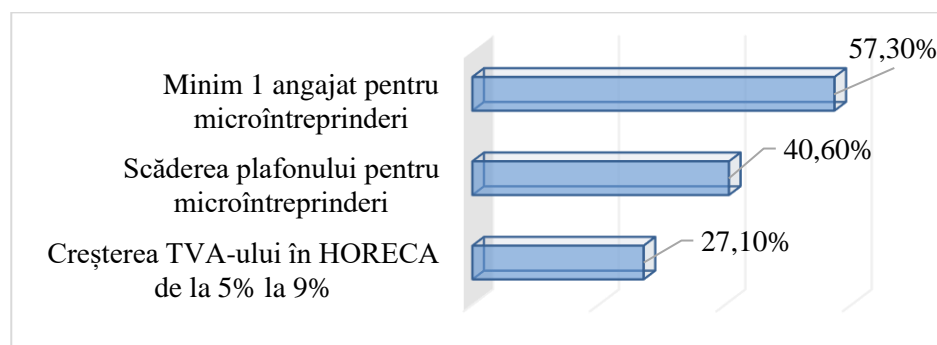 57,30%
Minim 1 angajat pentru
microîntreprinderi
40,60%
Scăderea plafonului pentru
microîntreprinderi
27,10%
Creșterea TVA-ului în HORECA
de la 5% la 9%